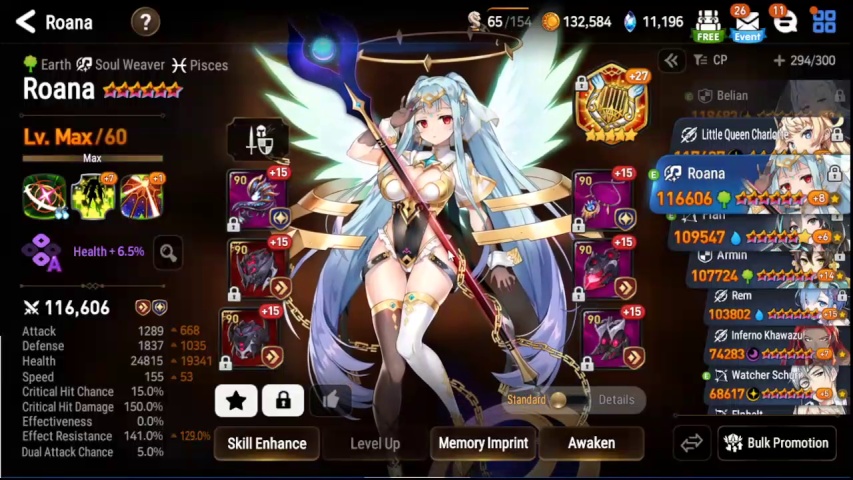 Roana ?
65/154 132,584 11,196 FREE 26 Event 11
Earth Soul Weaver Pisces
Roana
Lv. Max/60
Max
+7 +1
A Health + 6.5%
116,606
Attack 1289 668
Defense 1837 1035
Health 24815 19341
Speed 155 53
Critical Hit Chance 15.0%
Critical Hit Damage 150.0%
Effectiveness 0.0%
Effect Resistance 141.0% 129.0%
Dual Attack Chance 5.0%
90 +15
90 +15
90 +15
+27
90 +15
90 +15
90 +15
Standard Details
Skill Enhance Level Up Memory Imprint Awaken
CP 294/300
Belian
Little Queen Charlo
Roana
116606 +8
109547 +6
Armin
107724 +14
Rem
103802 +15
Inferno Khawazu
74283
Watcher Schu
68617 +5
Bulk Promotion